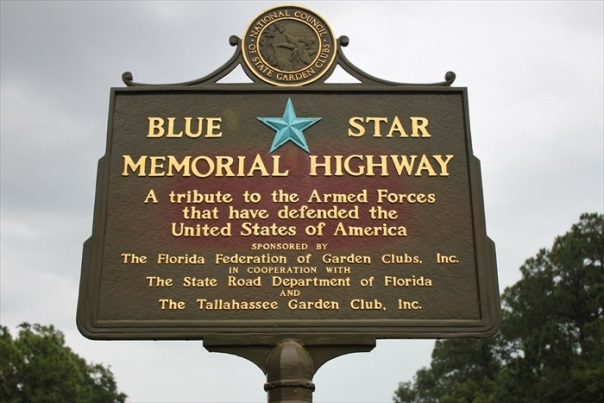 NATIONAL COUNCIL
OF STATE GARDEN CLUBS
BLUE STAR
MEMORIAL HIGHWAY
A tribute to the Armed Forces
that have defended the
United States of America
SPONSORED BY
The Florida Federation of Garden Clubs, Inc.
IN COOPERATION WITH
The State Road Department of Florida
AND
The Tallahassee Garden Club, Inc.